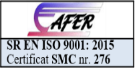 AFER
SR EN ISO 9001: 2015
Certificat SMC nr. 276